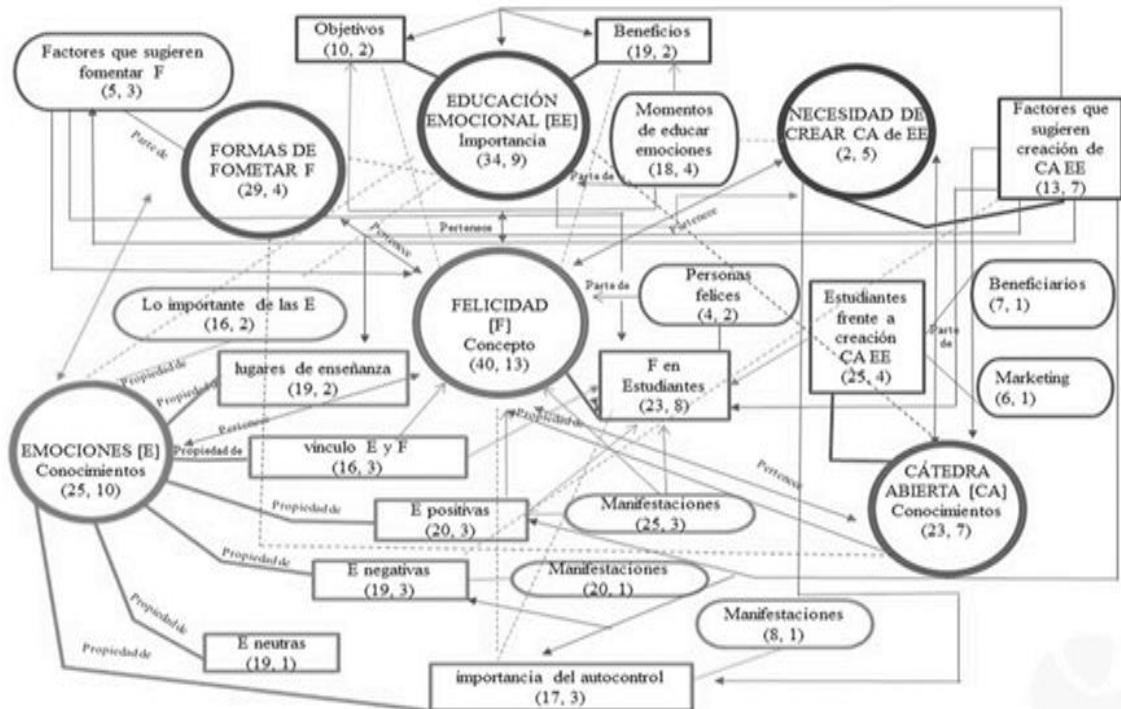 Objetivos
(10, 2)
Beneficios
(19, 2)
Factores que sugieren
fomentar F
(5, 3)
EDUCACIÓN
EMOCIONAL [EE]
Importancia
(34, 9)
Momentos
de educar
emociones
(18, 4)
NECESIDAD DE
CREAR CA de EE
(2, 5)
Factores que
sugieren
creación de
CA EE
(13, 7)
FORMAS DE
FOMETAR F
(29, 4)
Parte de
Parte de
Pertenece
Pertenece
Pertenece
Lo importante de las E
(16, 2)
FELICIDAD
[F]
Concepto
(40, 13)
Parte de
Personas
felices
(4, 2)
Estudiantes
frente a
creación
CA EE
(25, 4)
Beneficiarios
(7, 1)
Parte
de
Marketing
(6, 1)
lugares de enseñanza
(19, 2)
F en
Estudiantes
(23, 8)
Propiedad de
Propiedad de
Pertenece
Propiedad de
EMOCIONES [E]
Conocimientos
(25, 10)
vinculo E y F
(16, 3)
Propiedad de
Pertenece
CÁTEDRA
ABIERTA [CA]
Conocimientos
(23, 7)
Propiedad de
E positivas
(20, 3)
Manifestaciones
(25, 3)
Propiedad de
E negativas
(19, 3)
Manifestaciones
(20, 1)
Propiedad de
E neutras
(19, 1)
Manifestaciones
(8, 1)
Propiedad de
importancia del autocontrol
(17, 3)